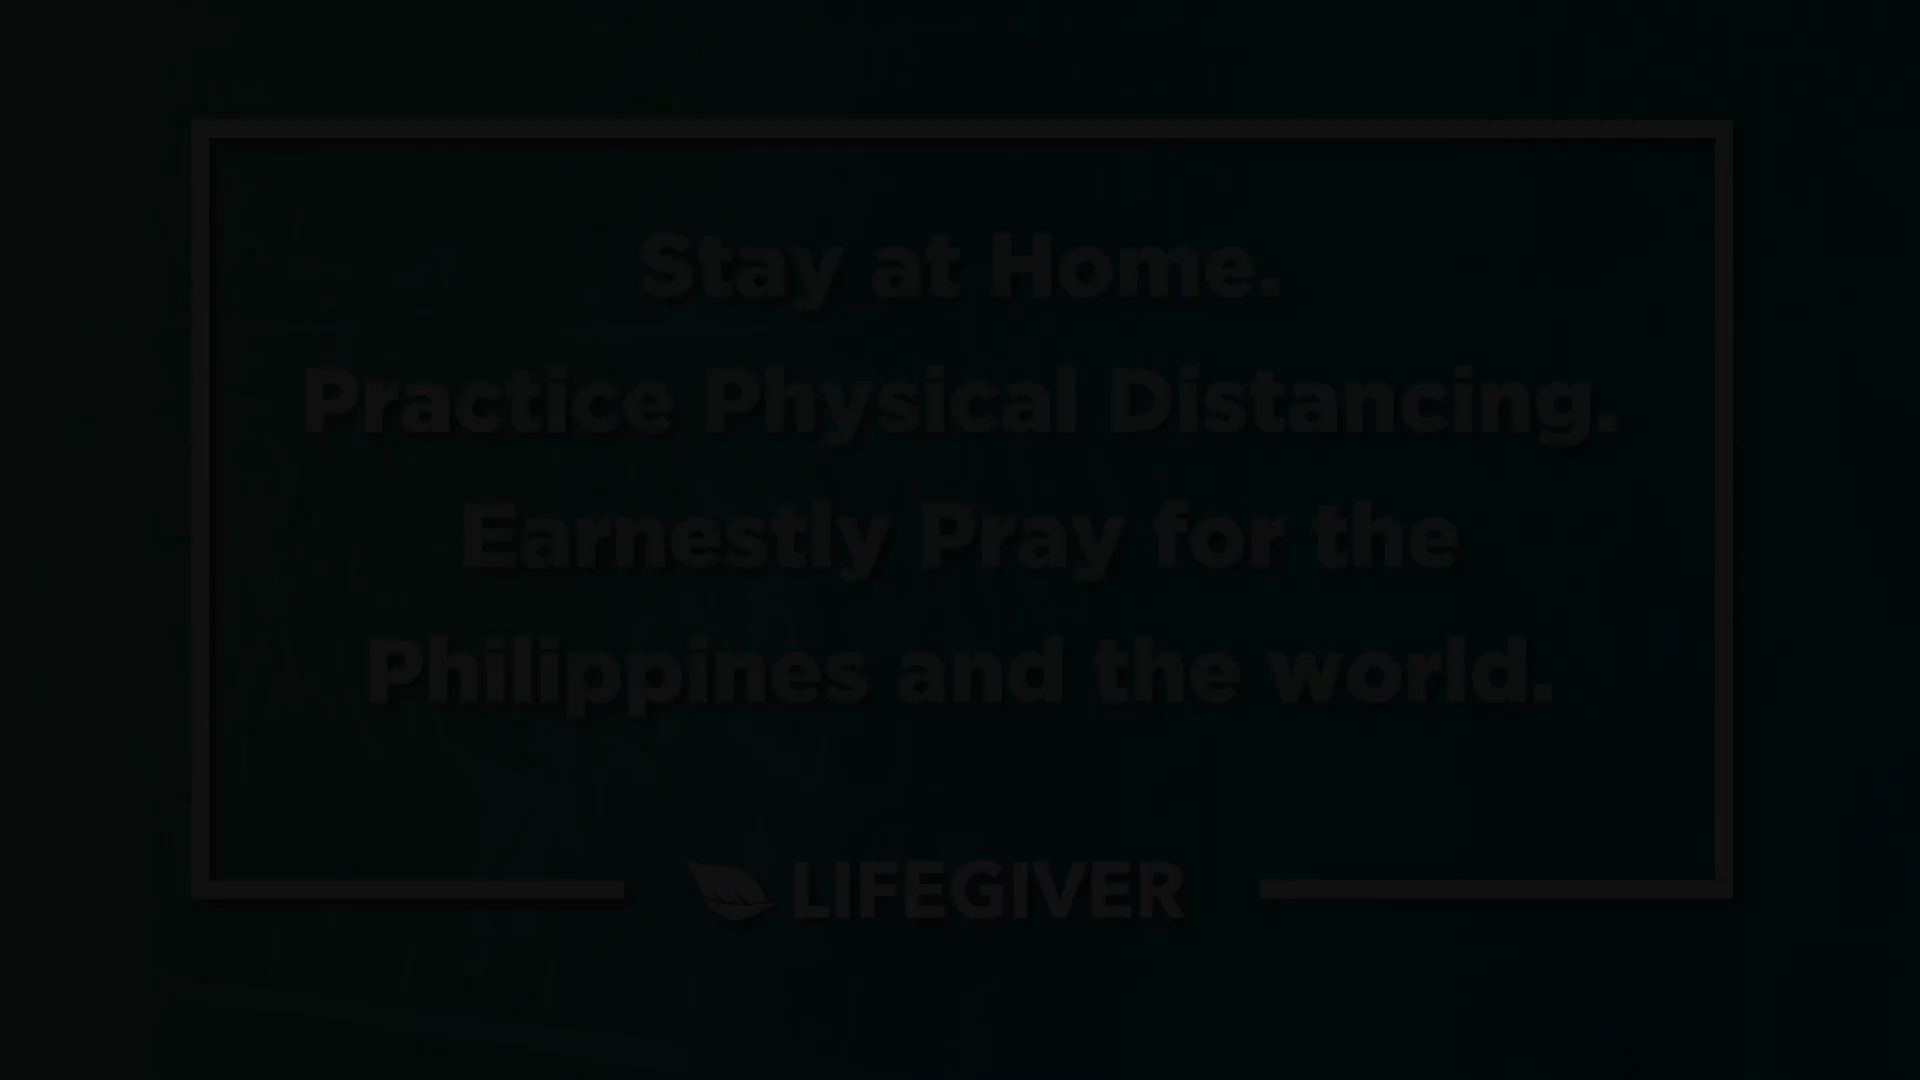 Stay at Home.
Practice Physical Distancing.
Earnestly Pray for the
Philippines and the world.
LIFEGIVER